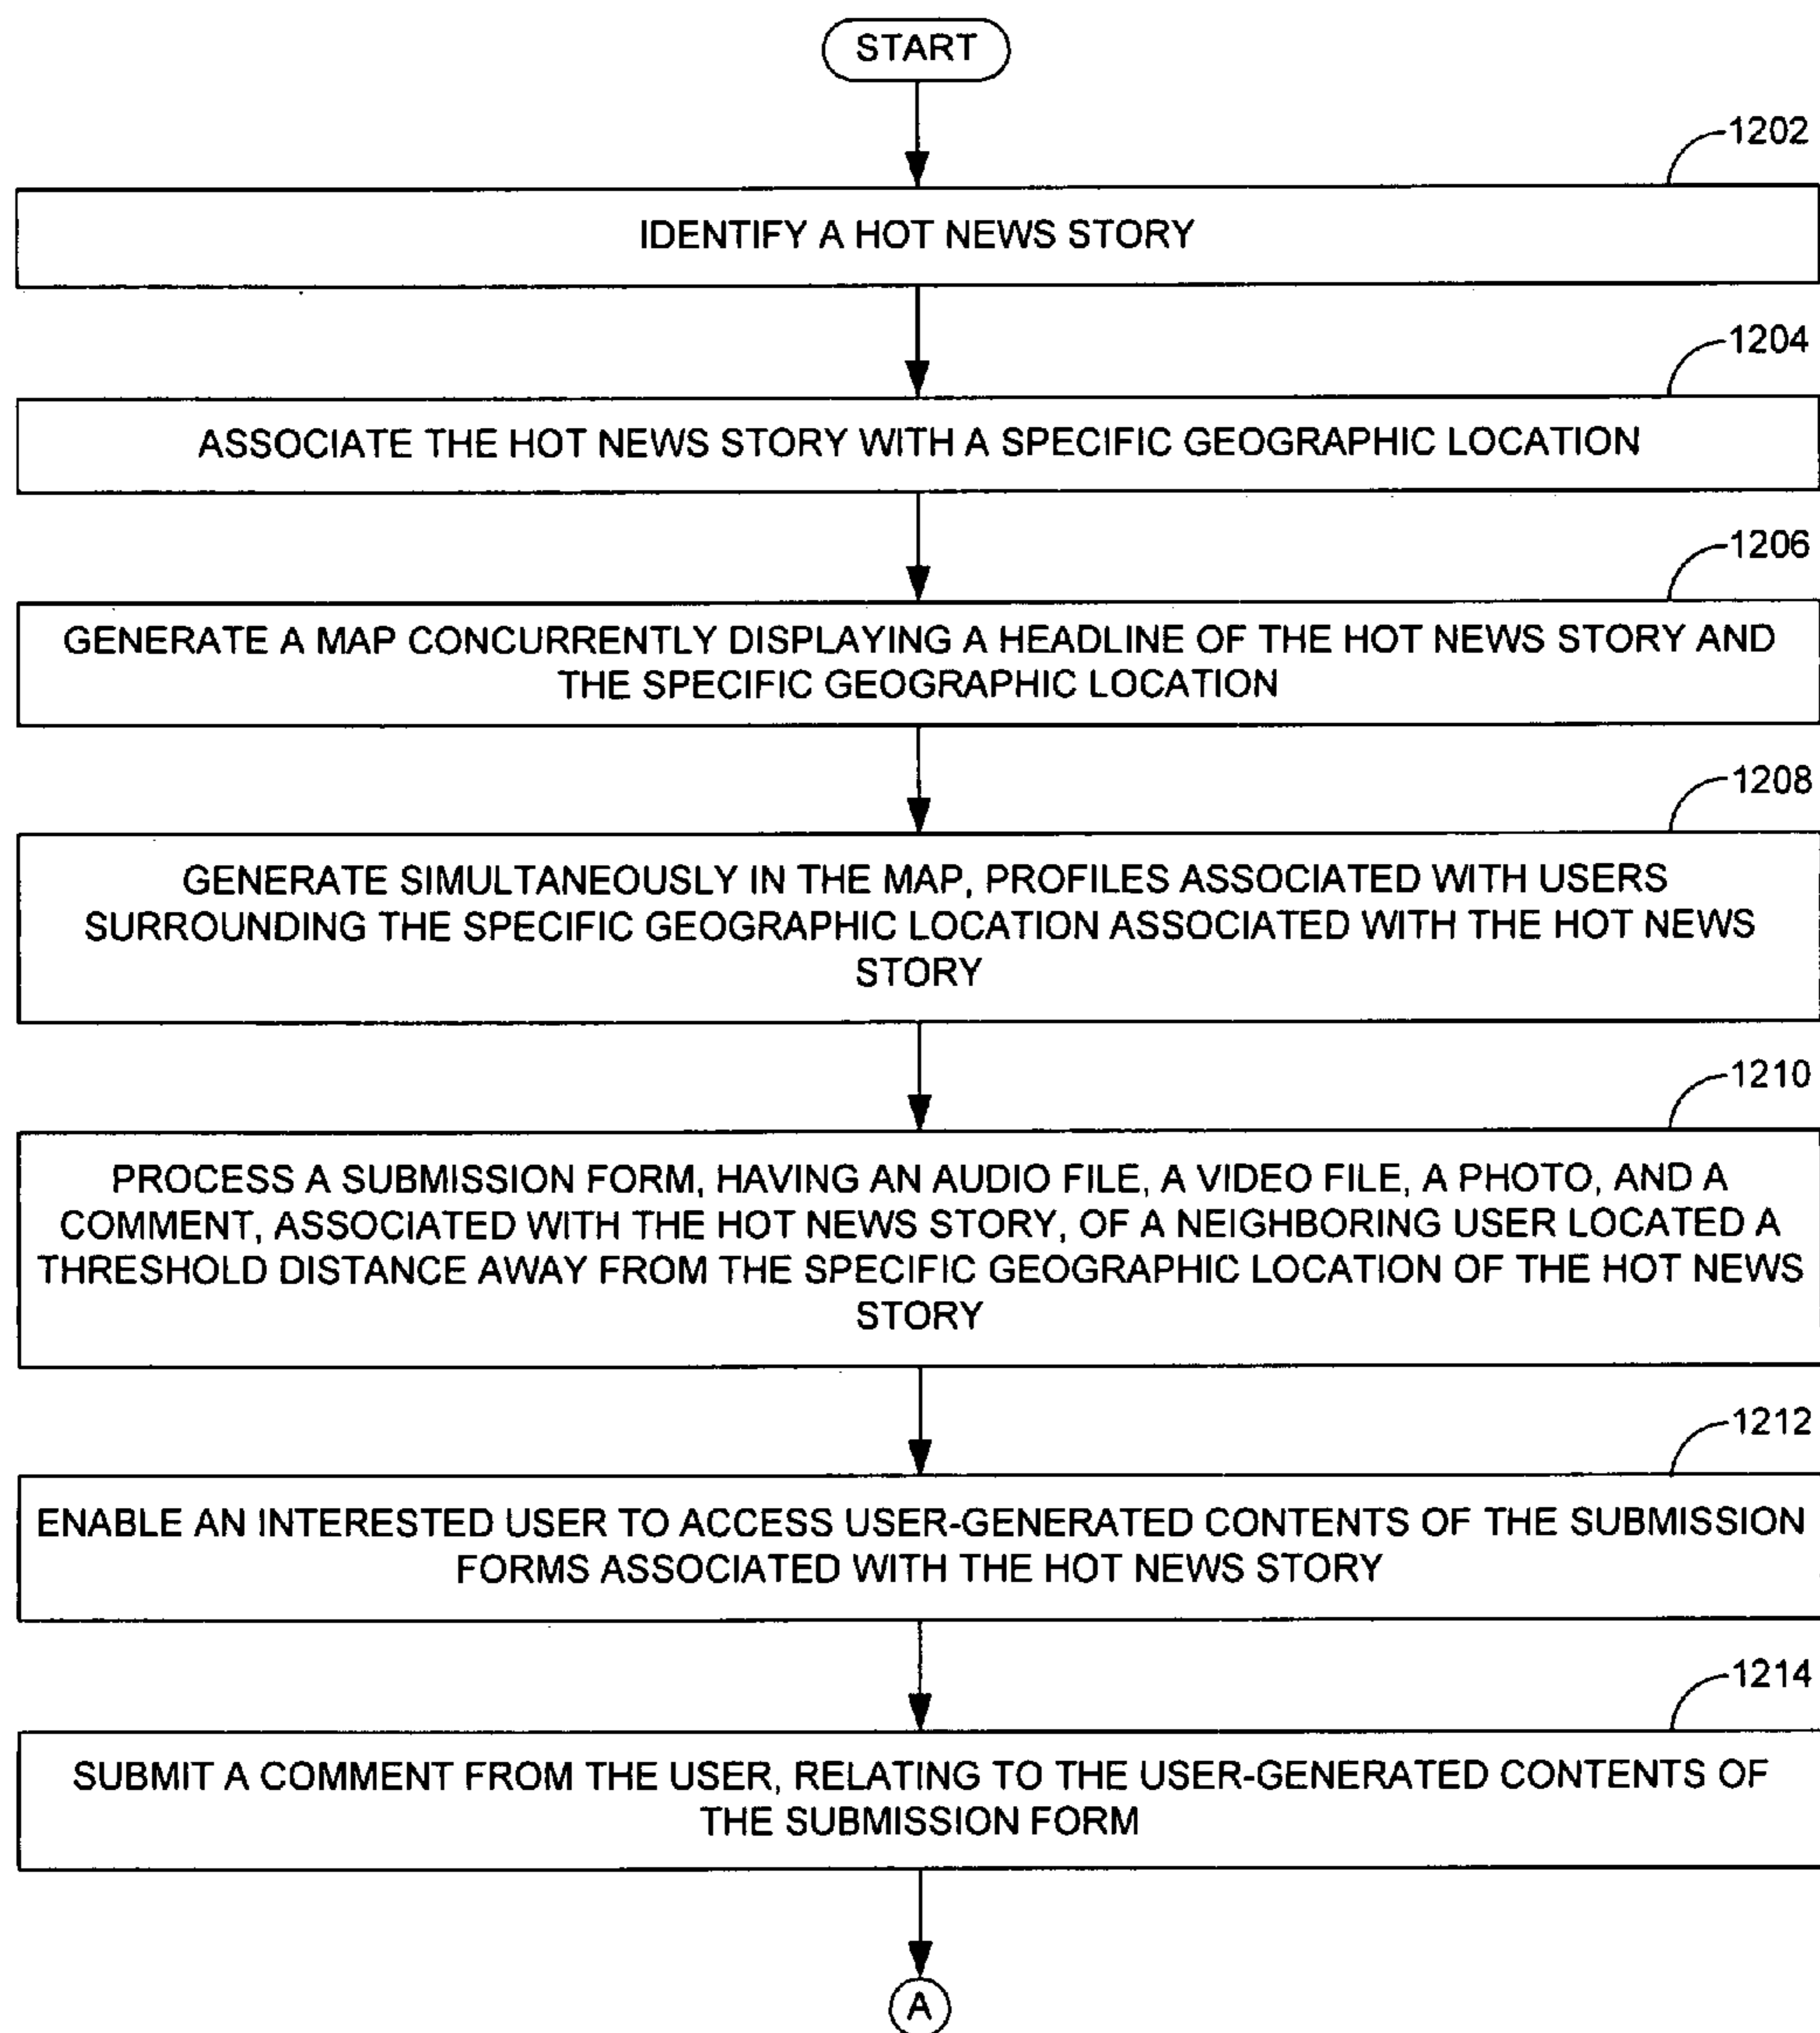 START
1202
IDENTIFY A HOT NEWS STORY
1204
ASSOCIATE THE HOT NEWS STORY WITH A SPECIFIC GEOGRAPHIC LOCATION
1206
GENERATE A MAP CONCURRENTLY DISPLAYING A HEADLINE OF THE HOT NEWS STORY AND
THE SPECIFIC GEOGRAPHIC LOCATION
1208
GENERATE SIMULTANEOUSLY IN THE MAP, PROFILES ASSOCIATED WITH USERS
SURROUNDING THE SPECIFIC GEOGRAPHIC LOCATION ASSOCIATED WITH THE HOT NEWS
STORY
1210
PROCESS A SUBMISSION FORM, HAVING AN AUDIO FILE, A VIDEO FILE, A PHOTO, AND A
COMMENT, ASSOCIATED WITH THE HOT NEWS STORY, OF A NEIGHBORING USER LOCATED A
THRESHOLD DISTANCE AWAY FROM THE SPECIFIC GEOGRAPHIC LOCATION OF THE HOT NEWS
STORY
1212
ENABLE AN INTERESTED USER TO ACCESS USER-GENERATED CONTENTS OF THE SUBMISSION
FORMS ASSOCIATED WITH THE HOT NEWS STORY
1214
SUBMIT A COMMENT FROM THE USER, RELATING TO THE USER-GENERATED CONTENTS OF
THE SUBMISSION FORM
A